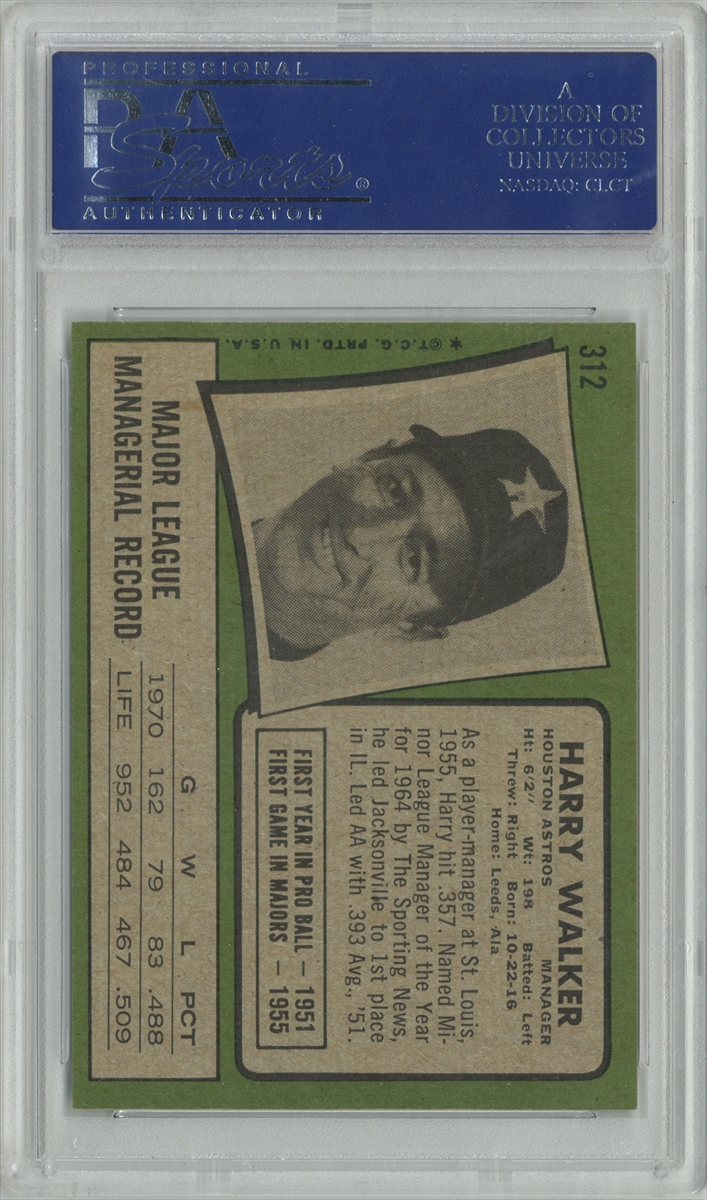 PROFESSIONAL
PSA
Sports®
AUTHENTICATOR
A
DIVISION OF
COLLECTORS
UNIVERSE
NASDAQ: CLCT
312
*©T.C.G. PRTD. IN U.S.A.
HARRY WALKER
HOUSTON ASTROS MANAGER
Ht: 6'2" Wt: 198 Batted: Left
Threw: Right Born: 10-22-16
Home: Leeds, Ala
As a player-manager at St. Louis,
1955, Harry hit .357. Named Mi-
nor League Manager of the Year
for 1964 by The Sporting News,
he led Jacksonville to 1st place
in IL. Led AA with .393 Avg., '51.
FIRST YEAR IN PRO BALL — 1951
FIRST GAME IN MAJORS — 1955
MAJOR LEAGUE
MANAGERIAL RECORD
G W L PCT
1970 162 79 83 .488
LIFE 952 484 467 .509